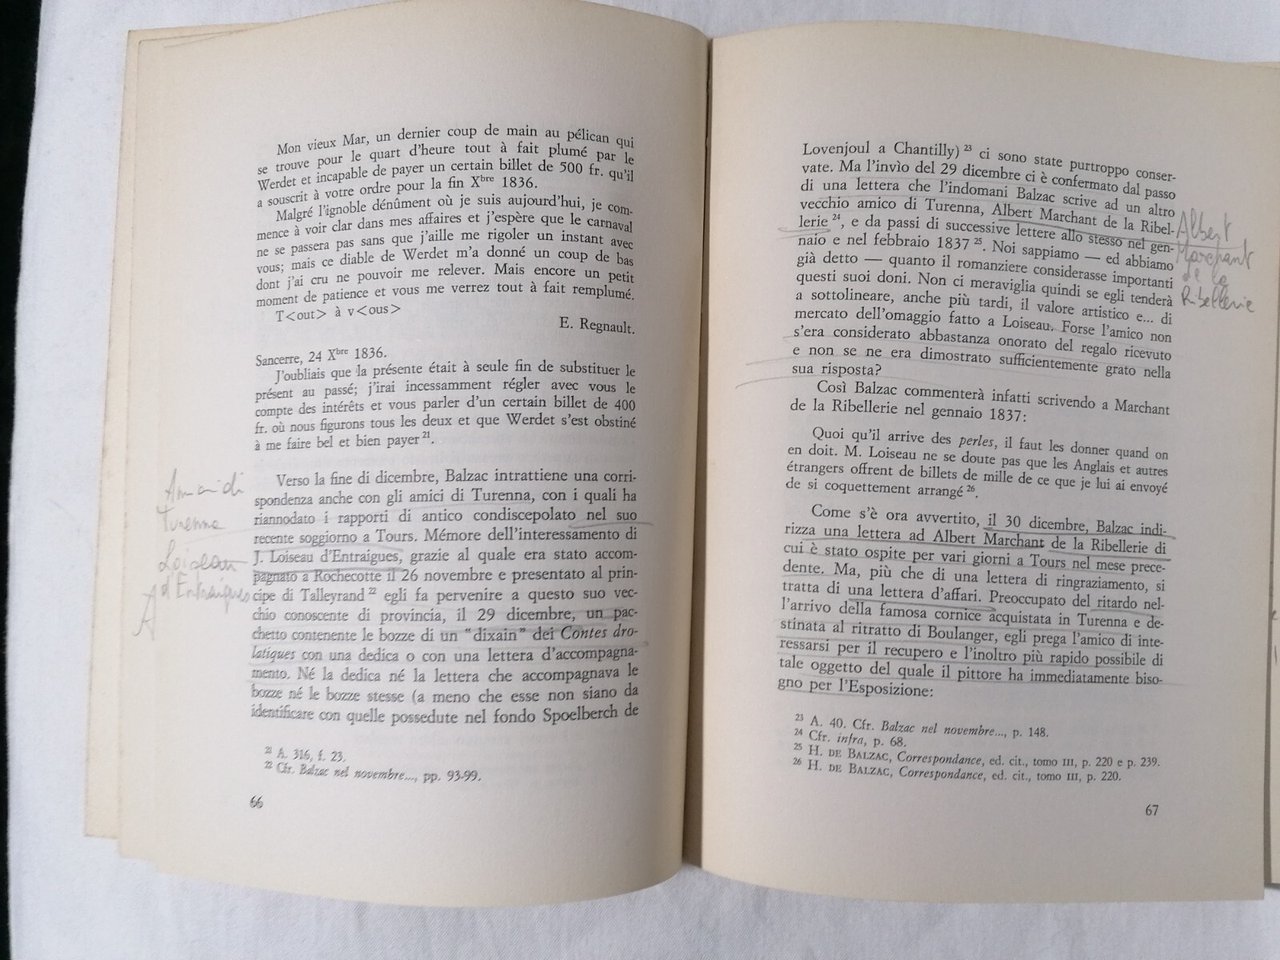 Mon vieux Mar, un dernier coup de main au pélican qui
se trouve pour le quart d'heure tout à fait plumé par le
Werdet et incapable de payer un certain billet de 500 fr. qu'il
a souscrit à votre ordre pour la fin Xbre 1836.
Malgré l'ignoble dénûment où je suis aujourd'hui, je com-
mence à voir clair dans mes affaires et j'espère que le carnaval
ne se passera pas sans que j'aille me rigoler un instant avec
vous; mais ce diable de Werdet m'a donné un coup de bas
dont j'ai cru ne pouvoir me relever. Mais encore un petit
moment de patience et vous me verrez tout à fait remplumé.
T<out> à v<ous>
E. Regnault.
Sancerre, 24 Xbre 1836.
J'oubliais que la présente était à seule fin de substituer le
présent au passé; j'irai incessamment régler avec vous le
compte des intérêts et vous parler d'un certain billet de 400
fr. où nous figurons tous les deux et que Werdet s'est obstiné
à me faire bel et bien payer 21.
Verso la fine di dicembre, Balzac intrattiene una corri-
spondenza anche con gli amici di Turenna, con i quali ha
riannodato i rapporti di antico condiscepolato nel suo
recente soggiorno a Tours. Mémore dell'interessamento di
J. Loiseau d'Entraigues, grazie al quale era stato accom-
pagnato a Rochecotte il 26 novembre e presentato al prin-
cipe di Talleyrand 22 egli fa pervenire a questo suo vec-
chio conoscente di provincia, il 29 dicembre, un pac-
chetto contenente le bozze di un "dixain" dei Contes dro-
latiques con una dedica o con una lettera d'accompagna-
mento. Né la dedica né la lettera che accompagnava le
bozze né le bozze stesse (a meno che esse non siano da
identificare con quelle possedute nel fondo Spoelberch de
21 A. 316, f. 23.
22 Cfr. Balzac nel novembre..., pp. 93-99.
66
Amici di
Turenna
Loiseau
d'Entraigues
Lovenjoul a Chantilly) 23 ci sono state purtroppo conser-
vate. Ma l'invìo del 29 dicembre ci è confermato dal passo
di una lettera che l'indomani Balzac scrive ad un altro
vecchio amico di Turenna, Albert Marchant de la Ribel-
lerie 24, e da passi di successive lettere allo stesso nel gen-
naio e nel febbraio 1837 25. Noi sappiamo — ed abbiamo
già detto — quanto il romanziere considerasse importanti
questi suoi doni. Non ci meraviglia quindi se egli tenderà
a sottolineare, anche più tardi, il valore artistico e... di
mercato dell'omaggio fatto a Loiseau. Forse l'amico non
s'era considerato abbastanza onorato del regalo ricevuto
e non se ne era dimostrato sufficientemente grato nella
sua risposta?
Così Balzac commenterà infatti scrivendo a Marchant
de la Ribellerie nel gennaio 1837:
Quoi qu'il arrive des perles, il faut les donner quand on
en doit. M. Loiseau ne se doute pas que les Anglais et autres
étrangers offrent de billets de mille de ce que je lui ai envoyé
de si coquettement arrangé 26.
Come s'è ora avvertito, il 30 dicembre, Balzac indi-
rizza una lettera ad Albert Marchant de la Ribellerie di
cui è stato ospite per vari giorni a Tours nel mese prece-
dente. Ma, più che di una lettera di ringraziamento, si
tratta di una lettera d'affari. Preoccupato del ritardo nel-
l'arrivo della famosa cornice acquistata in Turenna e de-
stinata al ritratto di Boulanger, egli prega l'amico di inte-
ressarsi per il recupero e l'inoltro più rapido possibile di
tale oggetto del quale il pittore ha immediatamente biso-
gno per l'Esposizione:
23 A. 40. Cfr. Balzac nel novembre..., p. 148.
24 Cfr. infra, p. 68.
25 H. DE BALZAC, Correspondance, ed. cit., tomo III, p. 220 e p. 239.
26 H. DE BALZAC, Correspondance, ed. cit., tomo III, p. 220.
67
Albert
Marchant
de la
Ribellerie